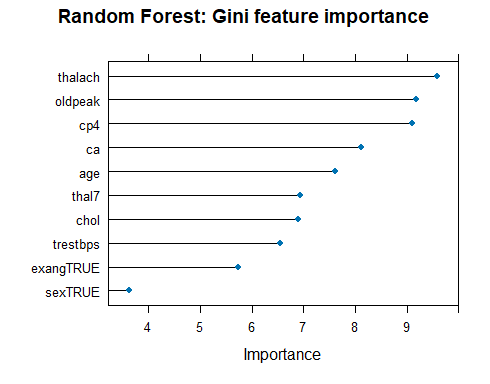 Random Forest: Gini feature importance
thalach
oldpeak
cp4
ca
age
thal7
chol
trestbps
exangTRUE
sexTRUE
4 5 6 7 8 9
Importance